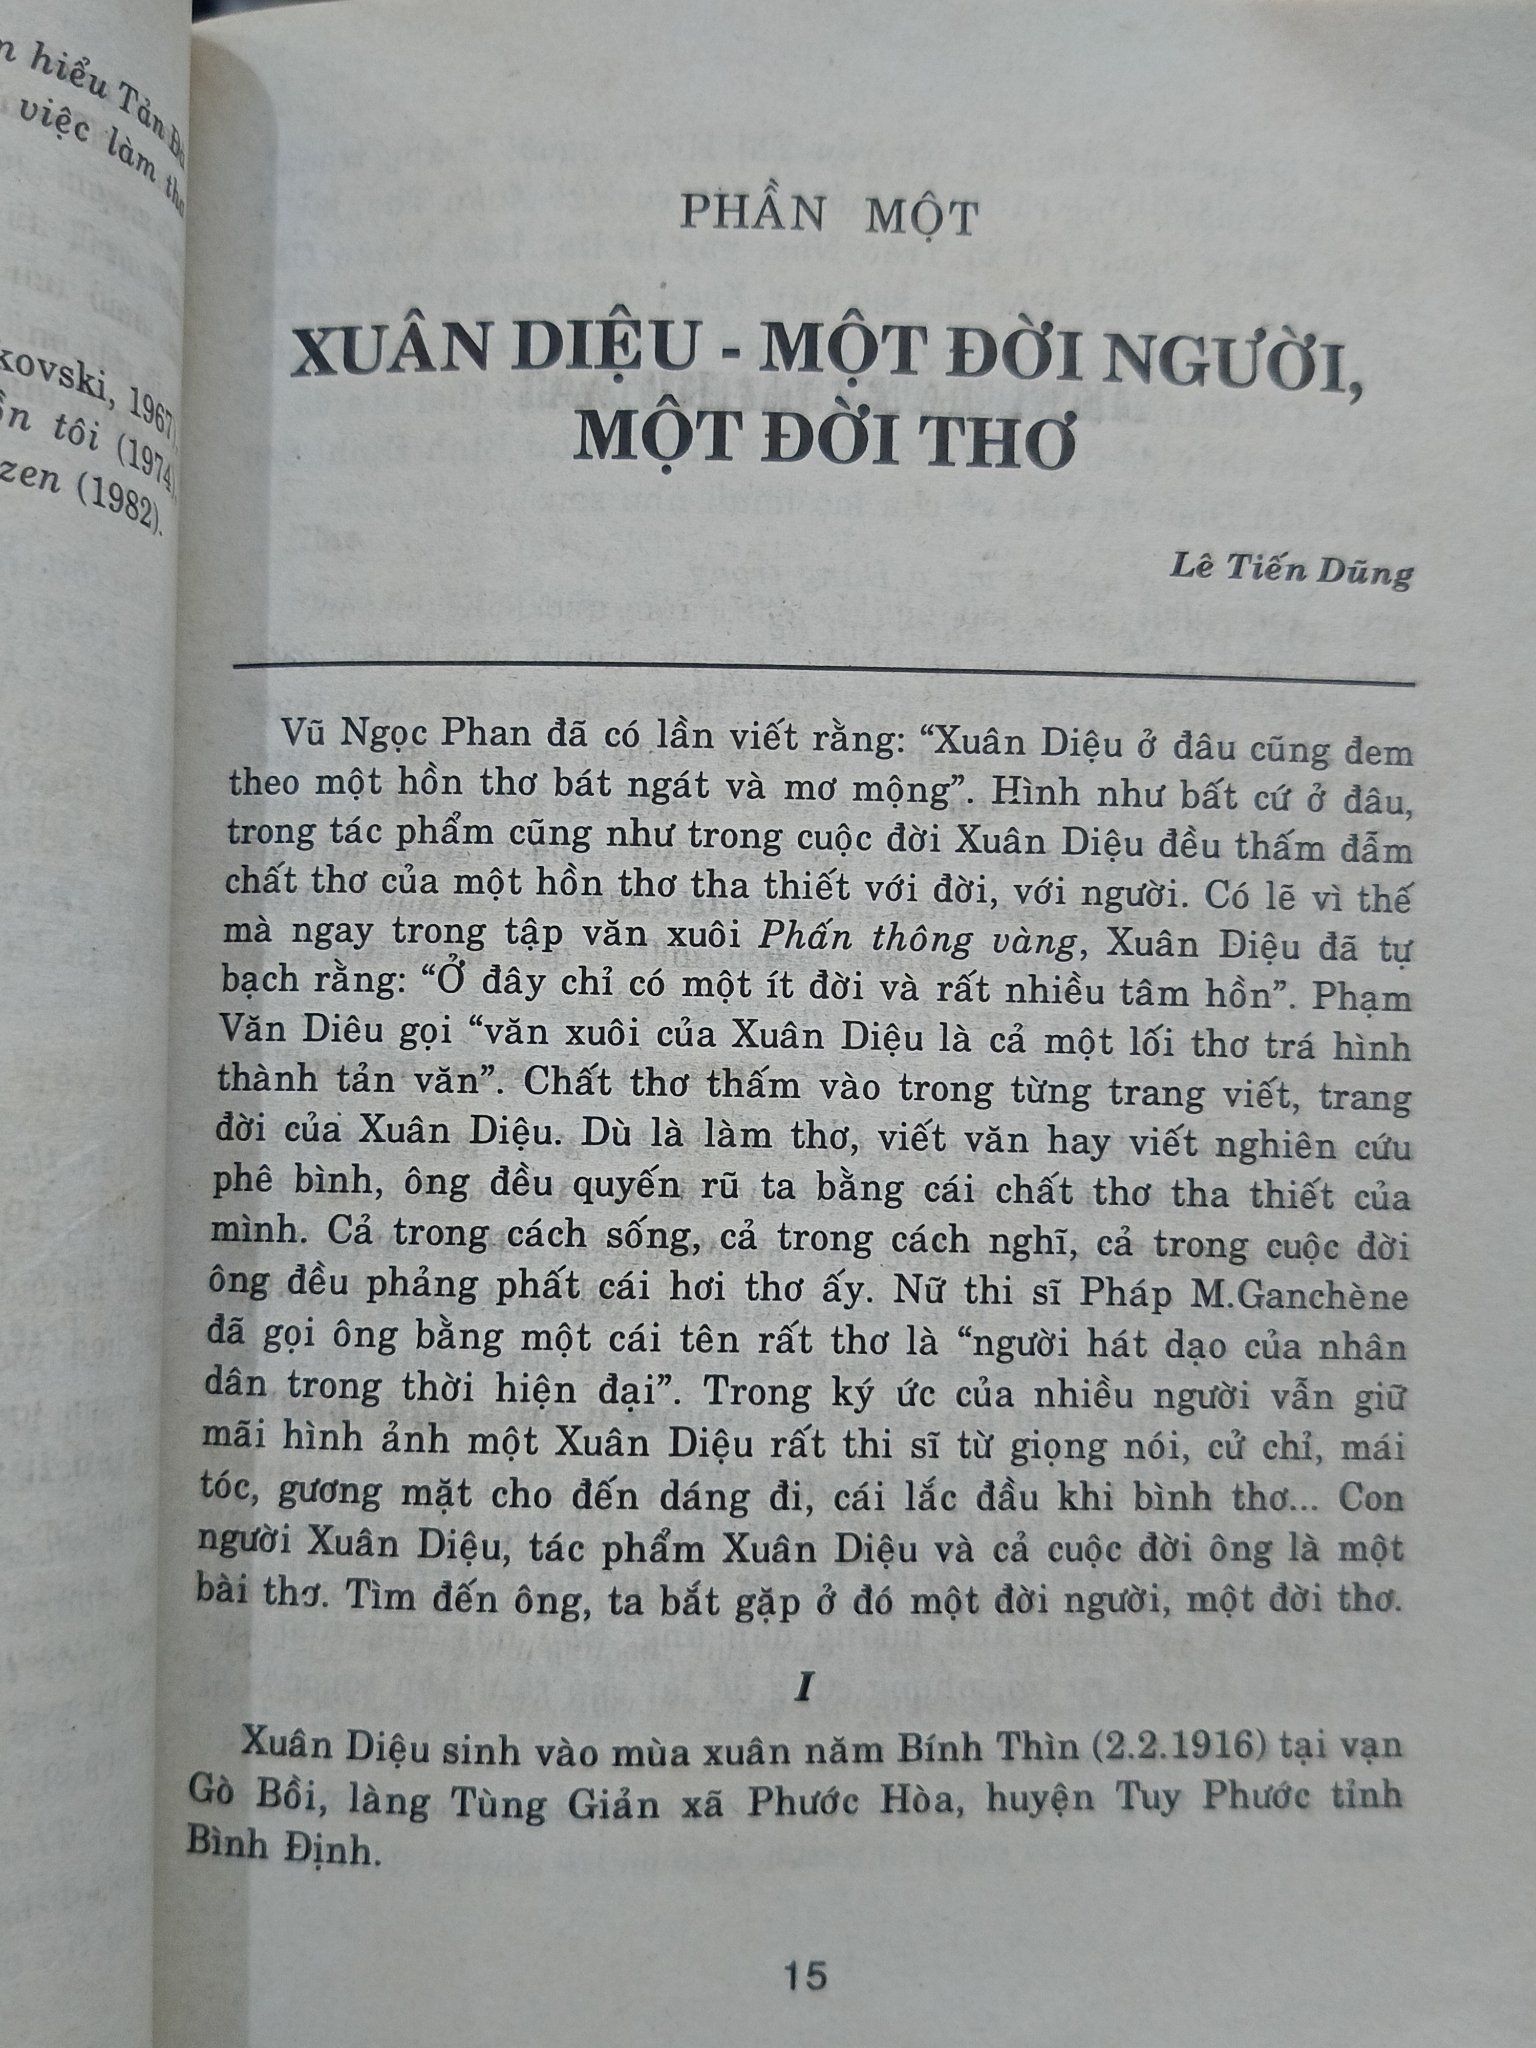 hiểu Tản
việc làm
1967
tôi (1974)
zen (1982).
PHẦN MỘT
XUÂN DIỆU - MỘT ĐỜI NGƯỜI,
MỘT ĐỜI THƠ
Lê Tiến Dũng
Vũ Ngọc Phan đã có lần viết rằng: “Xuân Diệu ở đâu cũng đem
theo một hồn thơ bát ngát và mơ mộng”. Hình như bất cứ ở đâu,
trong tác phẩm cũng như trong cuộc đời Xuân Diệu đều thấm đẫm
chất thơ của một hồn thơ tha thiết với đời, với người. Có lẽ vì thế
mà ngay trong tập văn xuôi Phấn thông vàng, Xuân Diệu đã tự
bạch rằng: “Ở đây chỉ có một ít đời và rất nhiều tâm hồn”. Phạm
Văn Diêu gọi “văn xuôi của Xuân Diệu là cả một lối thơ trá hình
thành tản văn”. Chất thơ thấm vào trong từng trang viết, trang
đời của Xuân Diệu. Dù là làm thơ, viết văn hay viết nghiên cứu
phê bình, ông đều quyến rũ ta bằng cái chất thơ tha thiết của
mình. Cả trong cách sống, cả trong cách nghĩ, cả trong cuộc đời
ông đều phảng phất cái hơi thơ ấy. Nữ thi sĩ Pháp M.Ganchène
đã gọi ông bằng một cái tên rất thơ là “người hát dạo của nhân
dân trong thời hiện đại”. Trong ký ức của nhiều người vẫn giữ
mãi hình ảnh một Xuân Diệu rất thi sĩ từ giọng nói, cử chỉ, mái
tóc, gương mặt cho đến dáng đi, cái lắc đầu khi bình thơ... Con
người Xuân Diệu, tác phẩm Xuân Diệu và cả cuộc đời ông là một
bài thơ. Tìm đến ông, ta bắt gặp ở đó một đời người, một đời thơ.
I
Xuân Diệu sinh vào mùa xuân năm Bính Thìn (2.2.1916) tại vạn
Gò Bồi, làng Tùng Giản xã Phước Hòa, huyện Tuy Phước tỉnh
Bình Định.
15